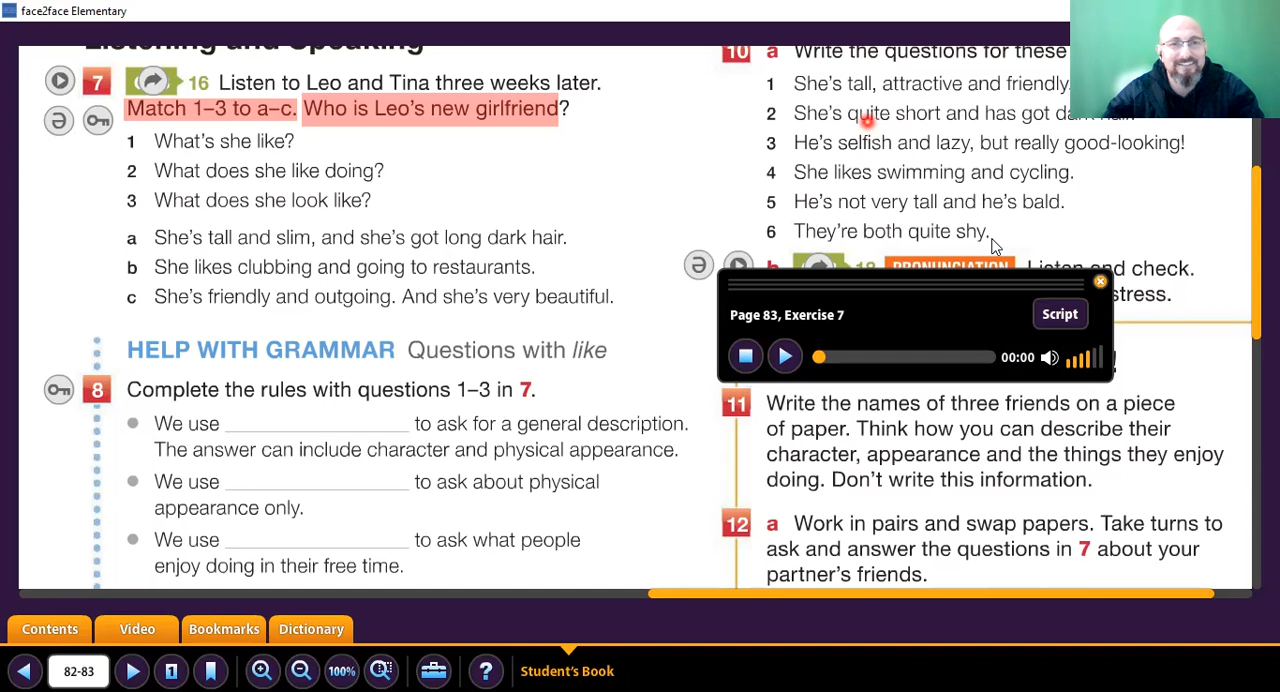 face2face Elementary
Listening and Speaking
7 16 Listen to Leo and Tina three weeks later.
Match 1–3 to a–c. Who is Leo's new girlfriend?
1 What's she like?
2 What does she like doing?
3 What does she look like?
a She's tall and slim, and she's got long dark hair.
b She likes clubbing and going to restaurants.
c She's friendly and outgoing. And she's very beautiful.
HELP WITH GRAMMAR Questions with like
8 Complete the rules with questions 1–3 in 7.
We use ________ to ask for a general description.
The answer can include character and physical appearance.
We use ________ to ask about physical
appearance only.
We use ________ to ask what people
enjoy doing in their free time.
10 a Write the questions for these
1 She's tall, attractive and friendly.
2 She's quite short and has got dark hair.
3 He's selfish and lazy, but really good-looking!
4 She likes swimming and cycling.
5 He's not very tall and he's bald.
6 They're both quite shy.
b 18 PRONUNCIATION Listen and check.
stress.
Page 83, Exercise 7
Script
00:00
11 Write the names of three friends on a piece
of paper. Think how you can describe their
character, appearance and the things they enjoy
doing. Don't write this information.
12 a Work in pairs and swap papers. Take turns to
ask and answer the questions in 7 about your
partner's friends.
Contents Video Bookmarks Dictionary
82-83 1 100% ? Student's Book